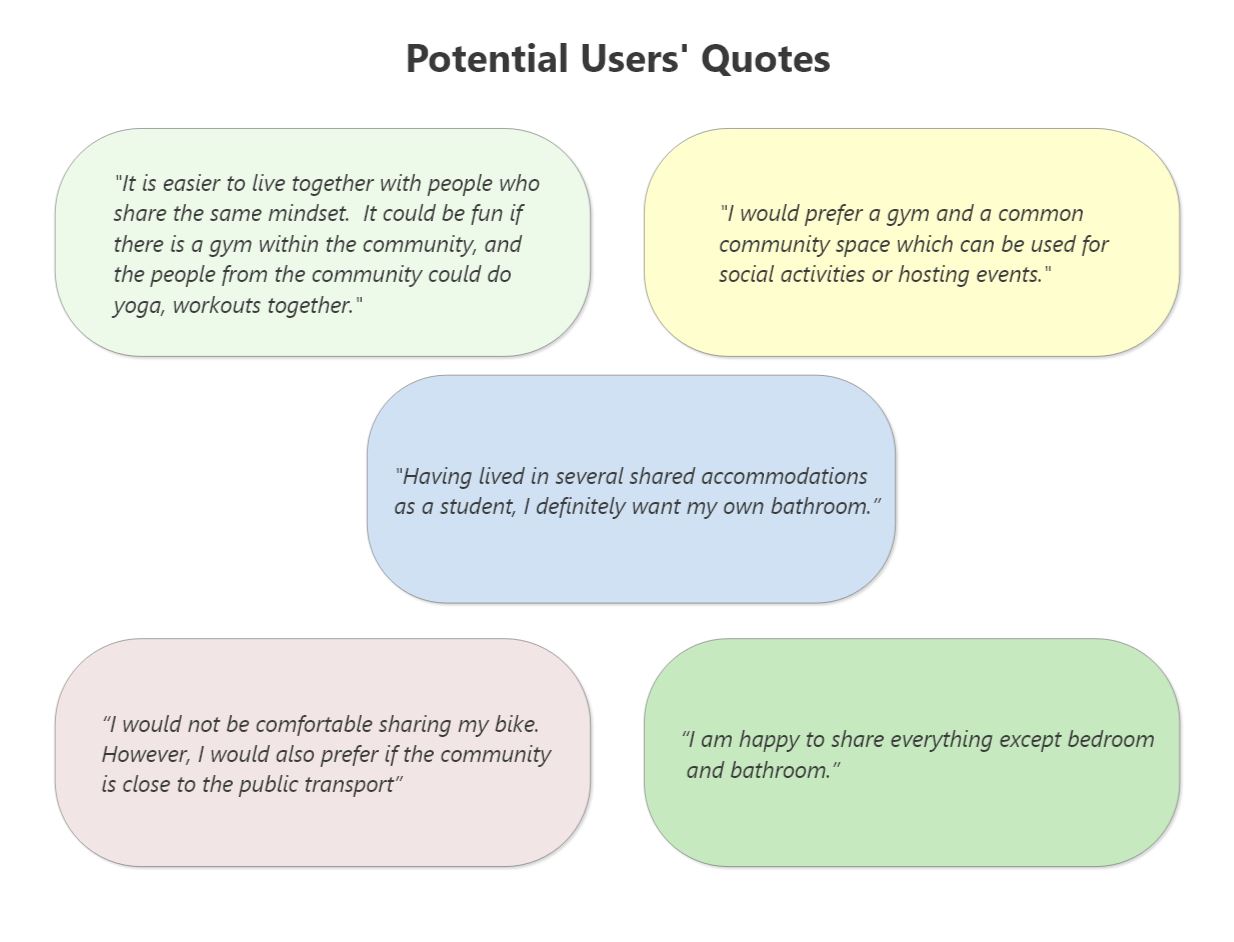 Potential Users' Quotes
"It is easier to live together with people who
share the same mindset.  It could be fun if
there is a gym within the community, and
the people from the community could do
yoga, workouts together."
"I would prefer a gym and a common
community space which can be used for
social activities or hosting events."
"Having lived in several shared accommodations
as a student, I definitely want my own bathroom.”
“I would not be comfortable sharing my bike.
However, I would also prefer if the community
is close to the public transport”
“I am happy to share everything except bedroom
and bathroom.”